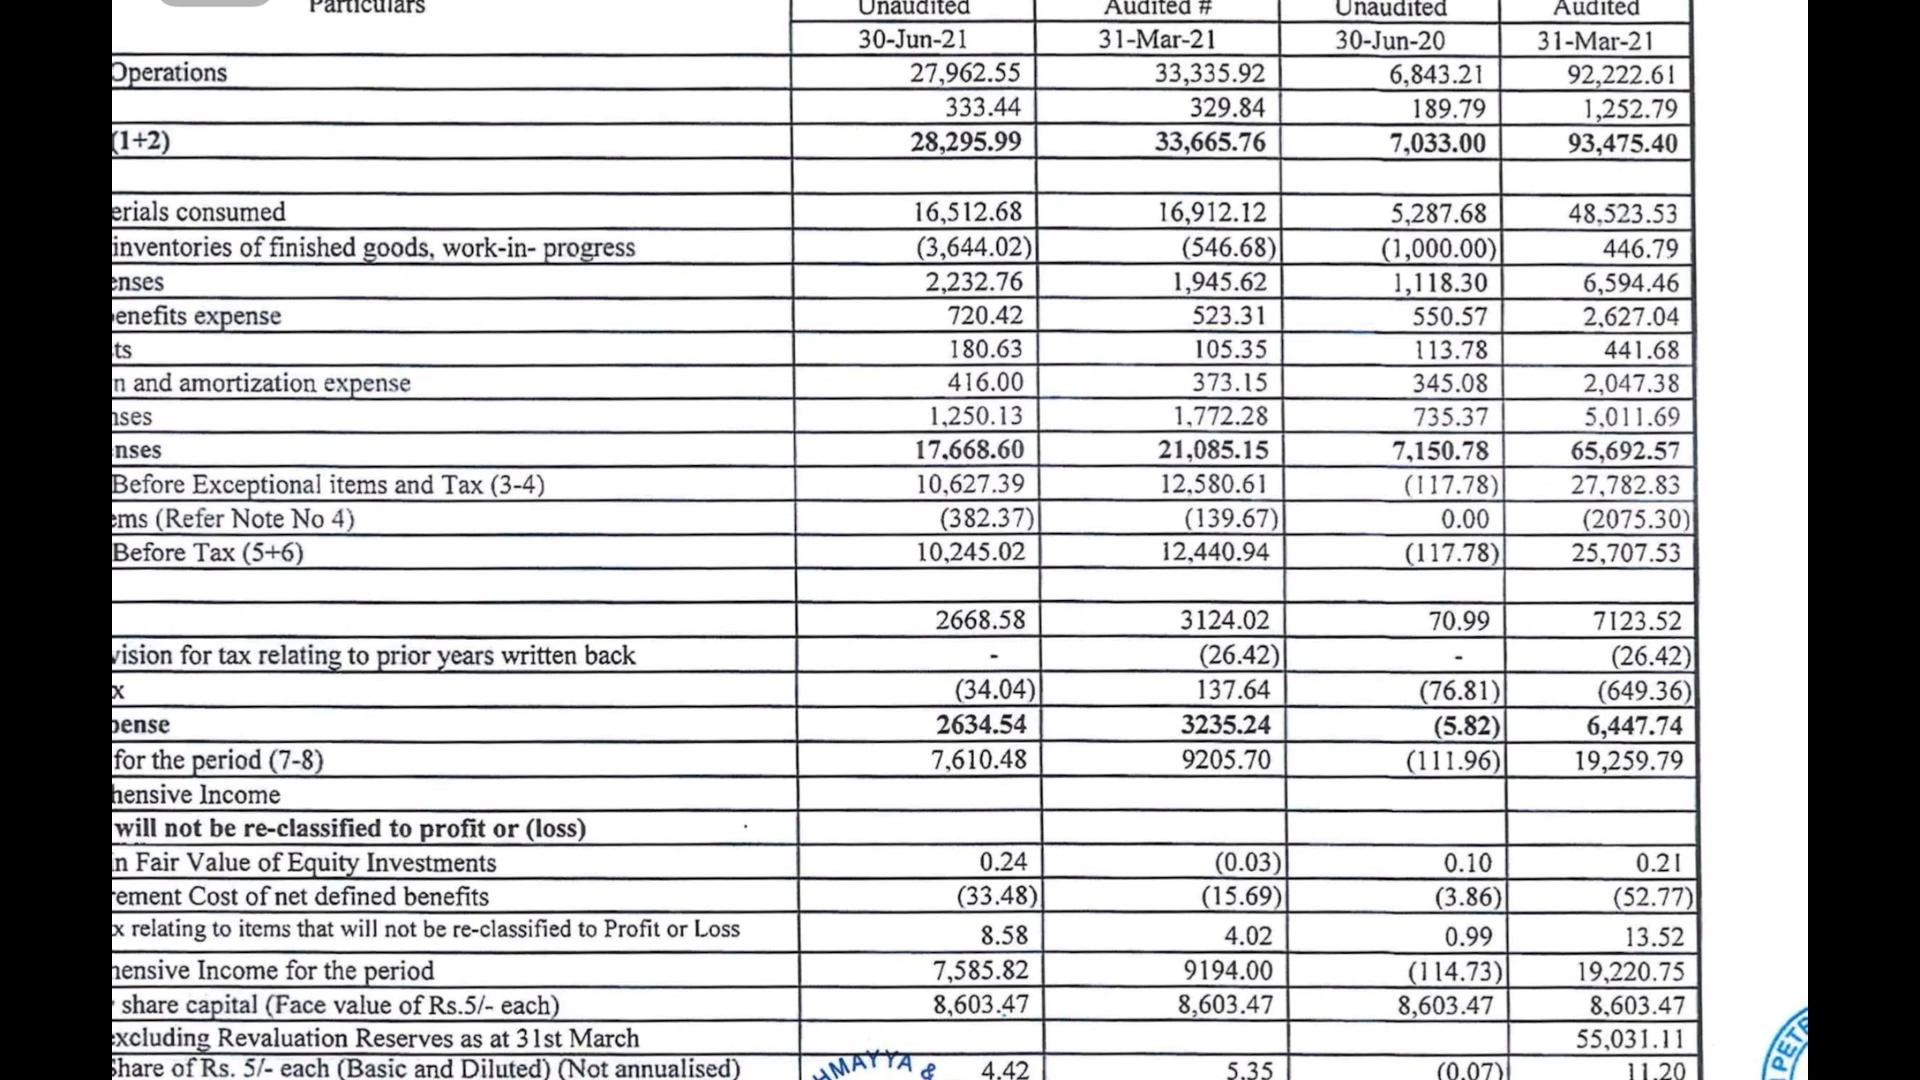 Particulars Unaudited Audited # Unaudited Audited
30-Jun-21 31-Mar-21 30-Jun-20 31-Mar-21
Operations 27,962.55 33,335.92 6,843.21 92,222.61
333.44 329.84 189.79 1,252.79
(1+2) 28,295.99 33,665.76 7,033.00 93,475.40
erials consumed 16,512.68 16,912.12 5,287.68 48,523.53
inventories of finished goods, work-in- progress (3,644.02) (546.68) (1,000.00) 446.79
enses 2,232.76 1,945.62 1,118.30 6,594.46
enefits expense 720.42 523.31 550.57 2,627.04
ts 180.63 105.35 113.78 441.68
n and amortization expense 416.00 373.15 345.08 2,047.38
nses 1,250.13 1,772.28 735.37 5,011.69
nses 17,668.60 21,085.15 7,150.78 65,692.57
Before Exceptional items and Tax (3-4) 10,627.39 12,580.61 (117.78) 27,782.83
ems (Refer Note No 4) (382.37) (139.67) 0.00 (2075.30)
Before Tax (5+6) 10,245.02 12,440.94 (117.78) 25,707.53
2668.58 3124.02 70.99 7123.52
vision for tax relating to prior years written back - (26.42) - (26.42)
x (34.04) 137.64 (76.81) (649.36)
pense 2634.54 3235.24 (5.82) 6,447.74
for the period (7-8) 7,610.48 9205.70 (111.96) 19,259.79
hensive Income
will not be re-classified to profit or (loss)
in Fair Value of Equity Investments 0.24 (0.03) 0.10 0.21
rement Cost of net defined benefits (33.48) (15.69) (3.86) (52.77)
x relating to items that will not be re-classified to Profit or Loss 8.58 4.02 0.99 13.52
hensive Income for the period 7,585.82 9194.00 (114.73) 19,220.75
share capital (Face value of Rs.5/- each) 8,603.47 8,603.47 8,603.47 8,603.47
excluding Revaluation Reserves as at 31st March 55,031.11
Share of Rs. 5/- each (Basic and Diluted) (Not annualised) 4.42 5.35 (0.07) 11.20
HMAYYA &
PETR